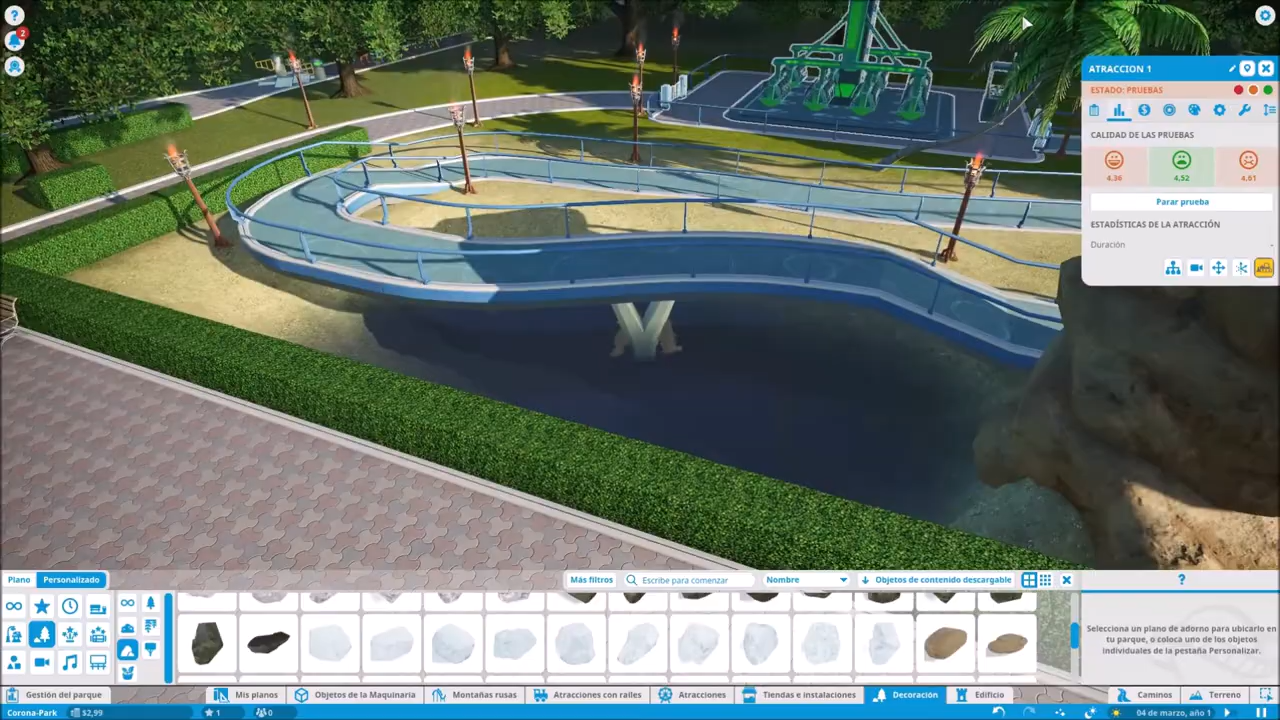 ?
2
ATRACCION 1
ESTADO: PRUEBAS
CALIDAD DE LAS PRUEBAS
4,36 4,52 4,61
Parar prueba
ESTADÍSTICAS DE LA ATRACCIÓN
Duración -
Plano Personalizado Más filtros Escribe para comenzar Nombre Objetos de contenido descargable ?
Selecciona un plano de adorno para ubicarlo en tu parque, o coloca uno de los objetos individuales de la pestaña Personalizar.
Gestión del parque Mis planos Objetos de la Maquinaria Montañas rusas Atracciones con raíles Atracciones Tiendas e instalaciones Decoración Edificio Caminos Terreno
Corona-Park $2,99 1 0 04 de marzo, año 1